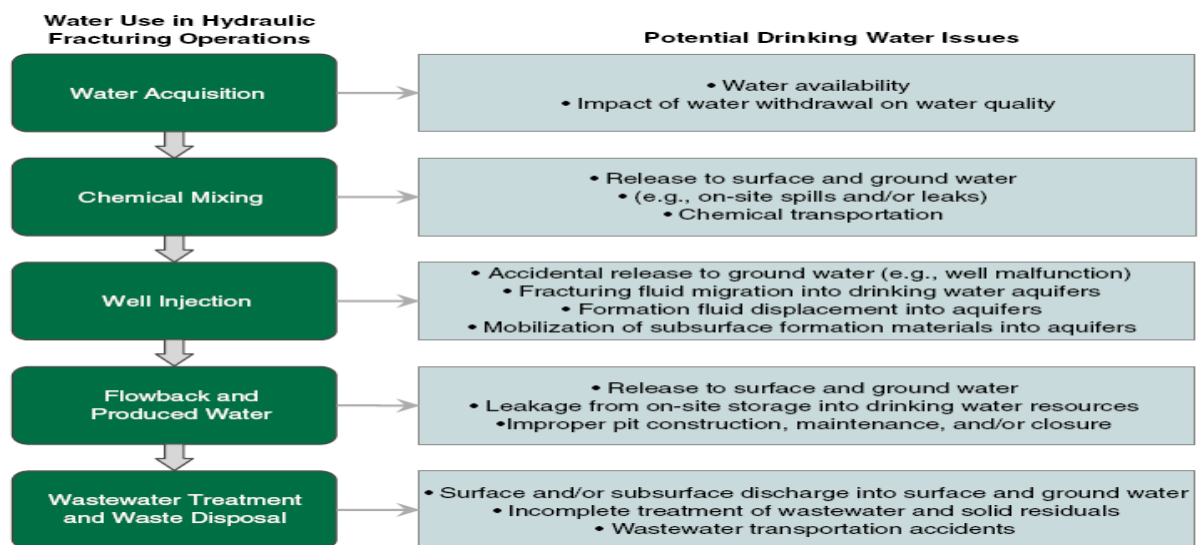 Water Use in Hydraulic
Fracturing Operations
Potential Drinking Water Issues
Water Acquisition
• Water availability
• Impact of water withdrawal on water quality
Chemical Mixing
• Release to surface and ground water
• (e.g., on-site spills and/or leaks)
• Chemical transportation
Well Injection
• Accidental release to ground water (e.g., well malfunction)
• Fracturing fluid migration into drinking water aquifers
• Formation fluid displacement into aquifers
• Mobilization of subsurface formation materials into aquifers
Flowback and
Produced Water
• Release to surface and ground water
• Leakage from on-site storage into drinking water resources
•Improper pit construction, maintenance, and/or closure
Wastewater Treatment
and Waste Disposal
• Surface and/or subsurface discharge into surface and ground water
• Incomplete treatment of wastewater and solid residuals
• Wastewater transportation accidents